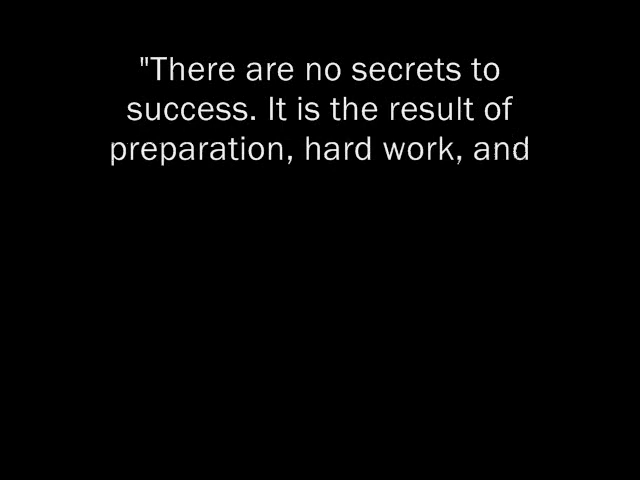 "There are no secrets to
success. It is the result of
preparation, hard work, and